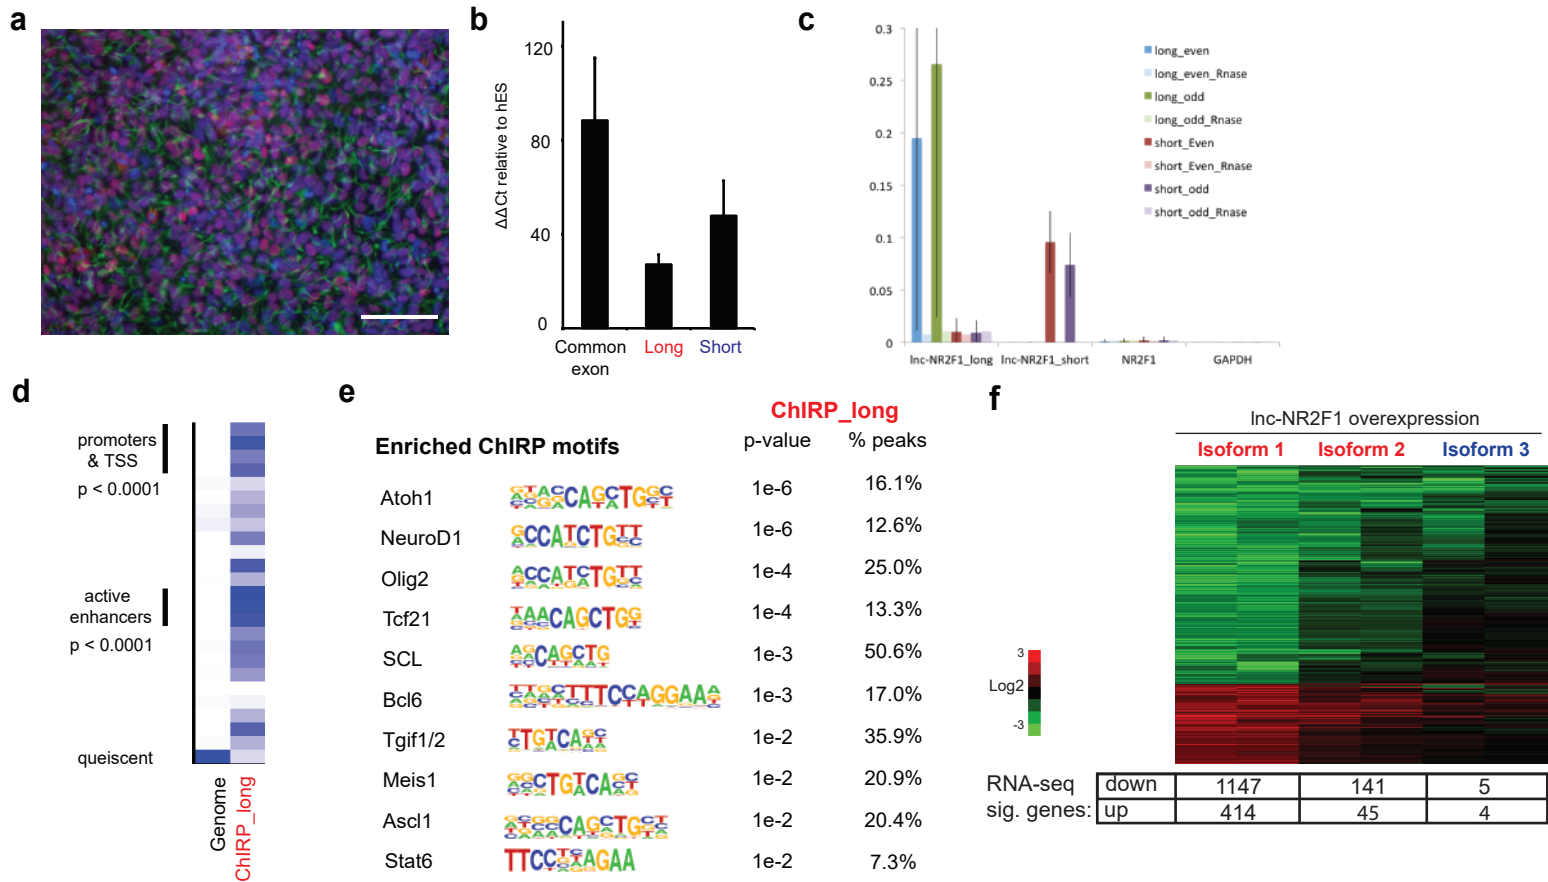 a
b
ΔΔCt relative to hES
120
80
40
0
Common
exon
Long
Short
c
0.3
0.25
0.2
0.15
0.1
0.05
0
lnc-NR2F1_long
lnc-NR2F1_short
NR2F1
GAPDH
long_even
long_even_Rnase
long_odd
long_odd_Rnase
short_Even
short_Even_Rnase
short_odd
short_odd_Rnase
d
promoters
& TSS
p < 0.0001
active
enhancers
p < 0.0001
queiscent
Genome
ChIRP_long
e
ChIRP_long
Enriched ChIRP motifs
p-value
% peaks
Atoh1
1e-6
16.1%
NeuroD1
1e-6
12.6%
Olig2
1e-4
25.0%
Tcf21
1e-4
13.3%
SCL
1e-3
50.6%
Bcl6
1e-3
17.0%
Tgif1/2
1e-2
35.9%
Meis1
1e-2
20.9%
Ascl1
1e-2
20.4%
Stat6
1e-2
7.3%
f
lnc-NR2F1 overexpression
Isoform 1
Isoform 2
Isoform 3
3
Log2
-3
RNA-seq
sig. genes:
down
1147
141
5
up
414
45
4